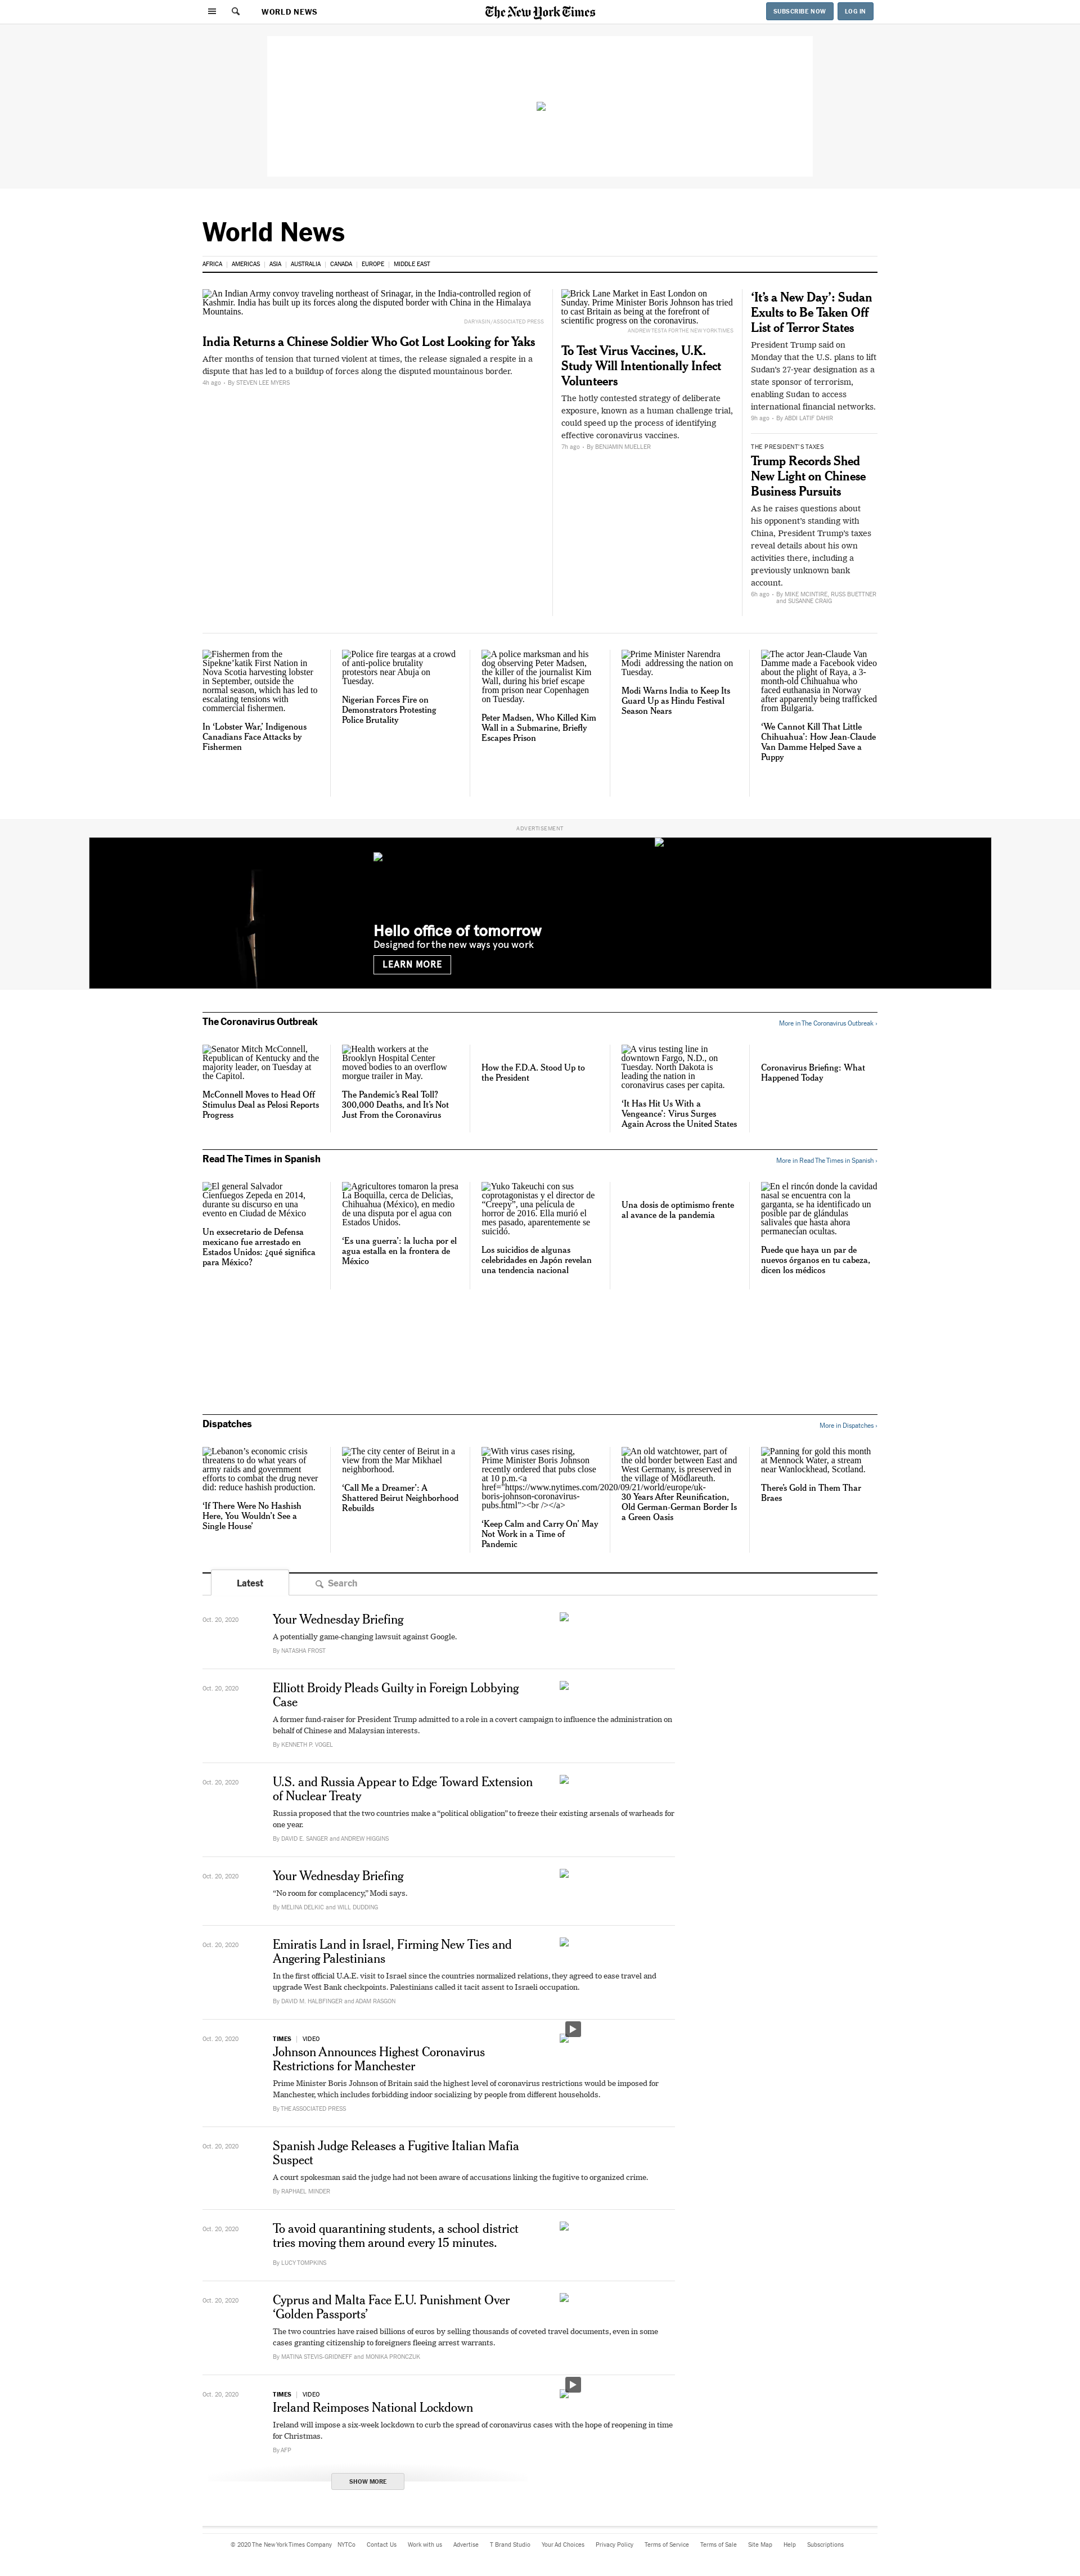 WORLD NEWS
The New York Times
SUBSCRIBE NOW
LOG IN
World News
AFRICA
AMERICAS
ASIA
AUSTRALIA
CANADA
EUROPE
MIDDLE EAST
An Indian Army convoy traveling northeast of Srinagar, in the India-controlled region of
Kashmir. India has built up its forces along the disputed border with China in the Himalaya
Mountains.
DAR YASIN/ASSOCIATED PRESS
India Returns a Chinese Soldier Who Got Lost Looking for Yaks
After months of tension that turned violent at times, the release signaled a respite in a
dispute that has led to a buildup of forces along the disputed mountainous border.
4h ago · By STEVEN LEE MYERS
Brick Lane Market in East London on
Sunday. Prime Minister Boris Johnson has tried
to cast Britain as being at the forefront of
scientific progress on the coronavirus.
ANDREW TESTA FOR THE NEW YORK TIMES
To Test Virus Vaccines, U.K.
Study Will Intentionally Infect
Volunteers
The hotly contested strategy of deliberate
exposure, known as a human challenge trial,
could speed up the process of identifying
effective coronavirus vaccines.
7h ago · By BENJAMIN MUELLER
‘It’s a New Day’: Sudan
Exults to Be Taken Off
List of Terror States
President Trump said on
Monday that the U.S. plans to lift
Sudan’s 27-year designation as a
state sponsor of terrorism,
enabling Sudan to access
international financial networks.
9h ago · By ABDI LATIF DAHIR
THE PRESIDENT’S TAXES
Trump Records Shed
New Light on Chinese
Business Pursuits
As he raises questions about
his opponent’s standing with
China, President Trump’s taxes
reveal details about his own
activities there, including a
previously unknown bank
account.
6h ago · By MIKE MCINTIRE, RUSS BUETTNER
and SUSANNE CRAIG
Fishermen from the
Sipekne’katik First Nation in
Nova Scotia harvesting lobster
in September, outside the
normal season, which has led to
escalating tensions with
commercial fishermen.
In ‘Lobster War,’ Indigenous
Canadians Face Attacks by
Fishermen
Police fire teargas at a crowd
of anti-police brutality
protestors near Abuja on
Tuesday.
Nigerian Forces Fire on
Demonstrators Protesting
Police Brutality
A police marksman and his
dog observing Peter Madsen,
the killer of the journalist Kim
Wall, during his brief escape
from prison near Copenhagen
on Tuesday.
Peter Madsen, Who Killed Kim
Wall in a Submarine, Briefly
Escapes Prison
Prime Minister Narendra
Modi addressing the nation on
Tuesday.
Modi Warns India to Keep Its
Guard Up as Hindu Festival
Season Nears
The actor Jean-Claude Van
Damme made a Facebook video
about the plight of Raya, a 3-
month-old Chihuahua who
faced euthanasia in Norway
after apparently being trafficked
from Bulgaria.
‘We Cannot Kill That Little
Chihuahua’: How Jean-Claude
Van Damme Helped Save a
Puppy
ADVERTISEMENT
Hello office of tomorrow
Designed for the new ways you work
LEARN MORE
The Coronavirus Outbreak
More in The Coronavirus Outbreak ›
Senator Mitch McConnell,
Republican of Kentucky and the
majority leader, on Tuesday at
the Capitol.
McConnell Moves to Head Off
Stimulus Deal as Pelosi Reports
Progress
Health workers at the
Brooklyn Hospital Center
moved bodies to an overflow
morgue trailer in May.
The Pandemic’s Real Toll?
300,000 Deaths, and It’s Not
Just From the Coronavirus
How the F.D.A. Stood Up to
the President
A virus testing line in
downtown Fargo, N.D., on
Tuesday. North Dakota is
leading the nation in
coronavirus cases per capita.
‘It Has Hit Us With a
Vengeance’: Virus Surges
Again Across the United States
Coronavirus Briefing: What
Happened Today
Read The Times in Spanish
More in Read The Times in Spanish ›
El general Salvador
Cienfuegos Zepeda en 2014,
durante su discurso en una
evento en Ciudad de México
Un exsecretario de Defensa
mexicano fue arrestado en
Estados Unidos: ¿qué significa
para México?
Agricultores tomaron la presa
La Boquilla, cerca de Delicias,
Chihuahua (México), en medio
de una disputa por el agua con
Estados Unidos.
‘Es una guerra’: la lucha por el
agua estalla en la frontera de
México
Yuko Takeuchi con sus
coprotagonistas y el director de
“Creepy”, una película de
horror de 2016. Ella murió el
mes pasado, aparentemente se
suicidó.
Los suicidios de algunas
celebridades en Japón revelan
una tendencia nacional
Una dosis de optimismo frente
al avance de la pandemia
En el rincón donde la cavidad
nasal se encuentra con la
garganta, se ha identificado un
posible par de glándulas
salivales que hasta ahora
permanecían ocultas.
Puede que haya un par de
nuevos órganos en tu cabeza,
dicen los médicos
Dispatches
More in Dispatches ›
Lebanon’s economic crisis
threatens to do what years of
army raids and government
efforts to combat the drug never
did: reduce hashish production.
‘If There Were No Hashish
Here, You Wouldn’t See a
Single House’
The city center of Beirut in a
view from the Mar Mikhael
neighborhood.
‘Call Me a Dreamer’: A
Shattered Beirut Neighborhood
Rebuilds
With virus cases rising,
Prime Minister Boris Johnson
recently ordered that pubs close
at 10 p.m.<a
href="https://www.nytimes.com/2020/09/21/world/europe/uk-
boris-johnson-coronavirus-
pubs.html"><br /></a>
‘Keep Calm and Carry On’ May
Not Work in a Time of
Pandemic
An old watchtower, part of
the old border between East and
West Germany, is preserved in
the village of Mödlareuth.
30 Years After Reunification,
Old German-German Border Is
a Green Oasis
Panning for gold this month
at Mennock Water, a stream
near Wanlockhead, Scotland.
There’s Gold in Them Thar
Braes
Latest
Search
Oct. 20, 2020
Your Wednesday Briefing
A potentially game-changing lawsuit against Google.
By NATASHA FROST
Oct. 20, 2020
Elliott Broidy Pleads Guilty in Foreign Lobbying
Case
A former fund-raiser for President Trump admitted to a role in a covert campaign to influence the administration on
behalf of Chinese and Malaysian interests.
By KENNETH P. VOGEL
Oct. 20, 2020
U.S. and Russia Appear to Edge Toward Extension
of Nuclear Treaty
Russia proposed that the two countries make a “political obligation” to freeze their existing arsenals of warheads for
one year.
By DAVID E. SANGER and ANDREW HIGGINS
Oct. 20, 2020
Your Wednesday Briefing
“No room for complacency,” Modi says.
By MELINA DELKIC and WILL DUDDING
Oct. 20, 2020
Emiratis Land in Israel, Firming New Ties and
Angering Palestinians
In the first official U.A.E. visit to Israel since the countries normalized relations, they agreed to ease travel and
upgrade West Bank checkpoints. Palestinians called it tacit assent to Israeli occupation.
By DAVID M. HALBFINGER and ADAM RASGON
Oct. 20, 2020
TIMES | VIDEO
Johnson Announces Highest Coronavirus
Restrictions for Manchester
Prime Minister Boris Johnson of Britain said the highest level of coronavirus restrictions would be imposed for
Manchester, which includes forbidding indoor socializing by people from different households.
By THE ASSOCIATED PRESS
Oct. 20, 2020
Spanish Judge Releases a Fugitive Italian Mafia
Suspect
A court spokesman said the judge had not been aware of accusations linking the fugitive to organized crime.
By RAPHAEL MINDER
Oct. 20, 2020
To avoid quarantining students, a school district
tries moving them around every 15 minutes.
By LUCY TOMPKINS
Oct. 20, 2020
Cyprus and Malta Face E.U. Punishment Over
‘Golden Passports’
The two countries have raised billions of euros by selling thousands of coveted travel documents, even in some
cases granting citizenship to foreigners fleeing arrest warrants.
By MATINA STEVIS-GRIDNEFF and MONIKA PRONCZUK
Oct. 20, 2020
TIMES | VIDEO
Ireland Reimposes National Lockdown
Ireland will impose a six-week lockdown to curb the spread of coronavirus cases with the hope of reopening in time
for Christmas.
By AFP
SHOW MORE
© 2020 The New York Times Company NYTCo Contact Us Work with us Advertise T Brand Studio Your Ad Choices Privacy Policy Terms of Service Terms of Sale Site Map Help Subscriptions